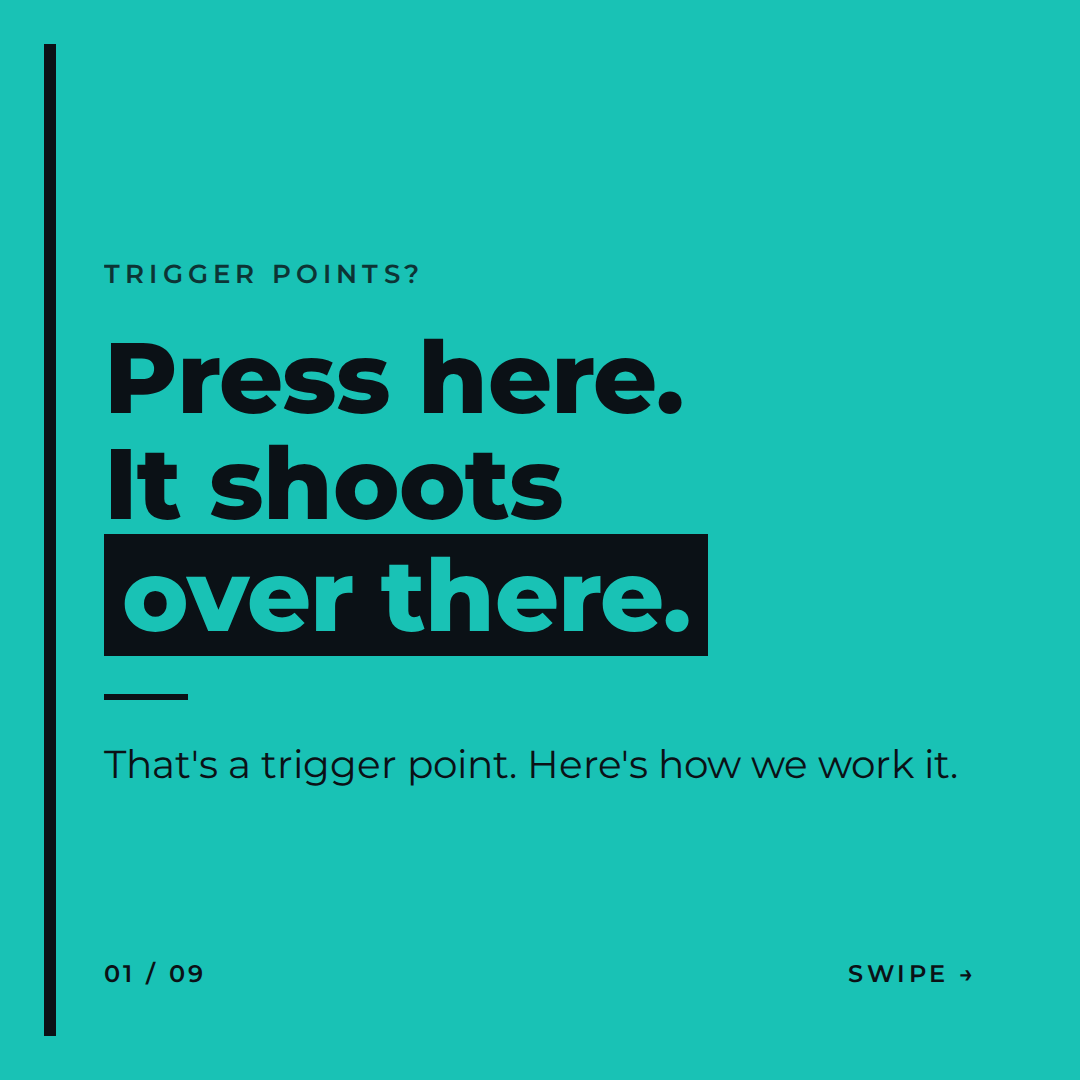 TRIGGER POINTS?
Press here.
It shoots
over there.
That's a trigger point. Here's how we work it.
01 / 09
SWIPE →